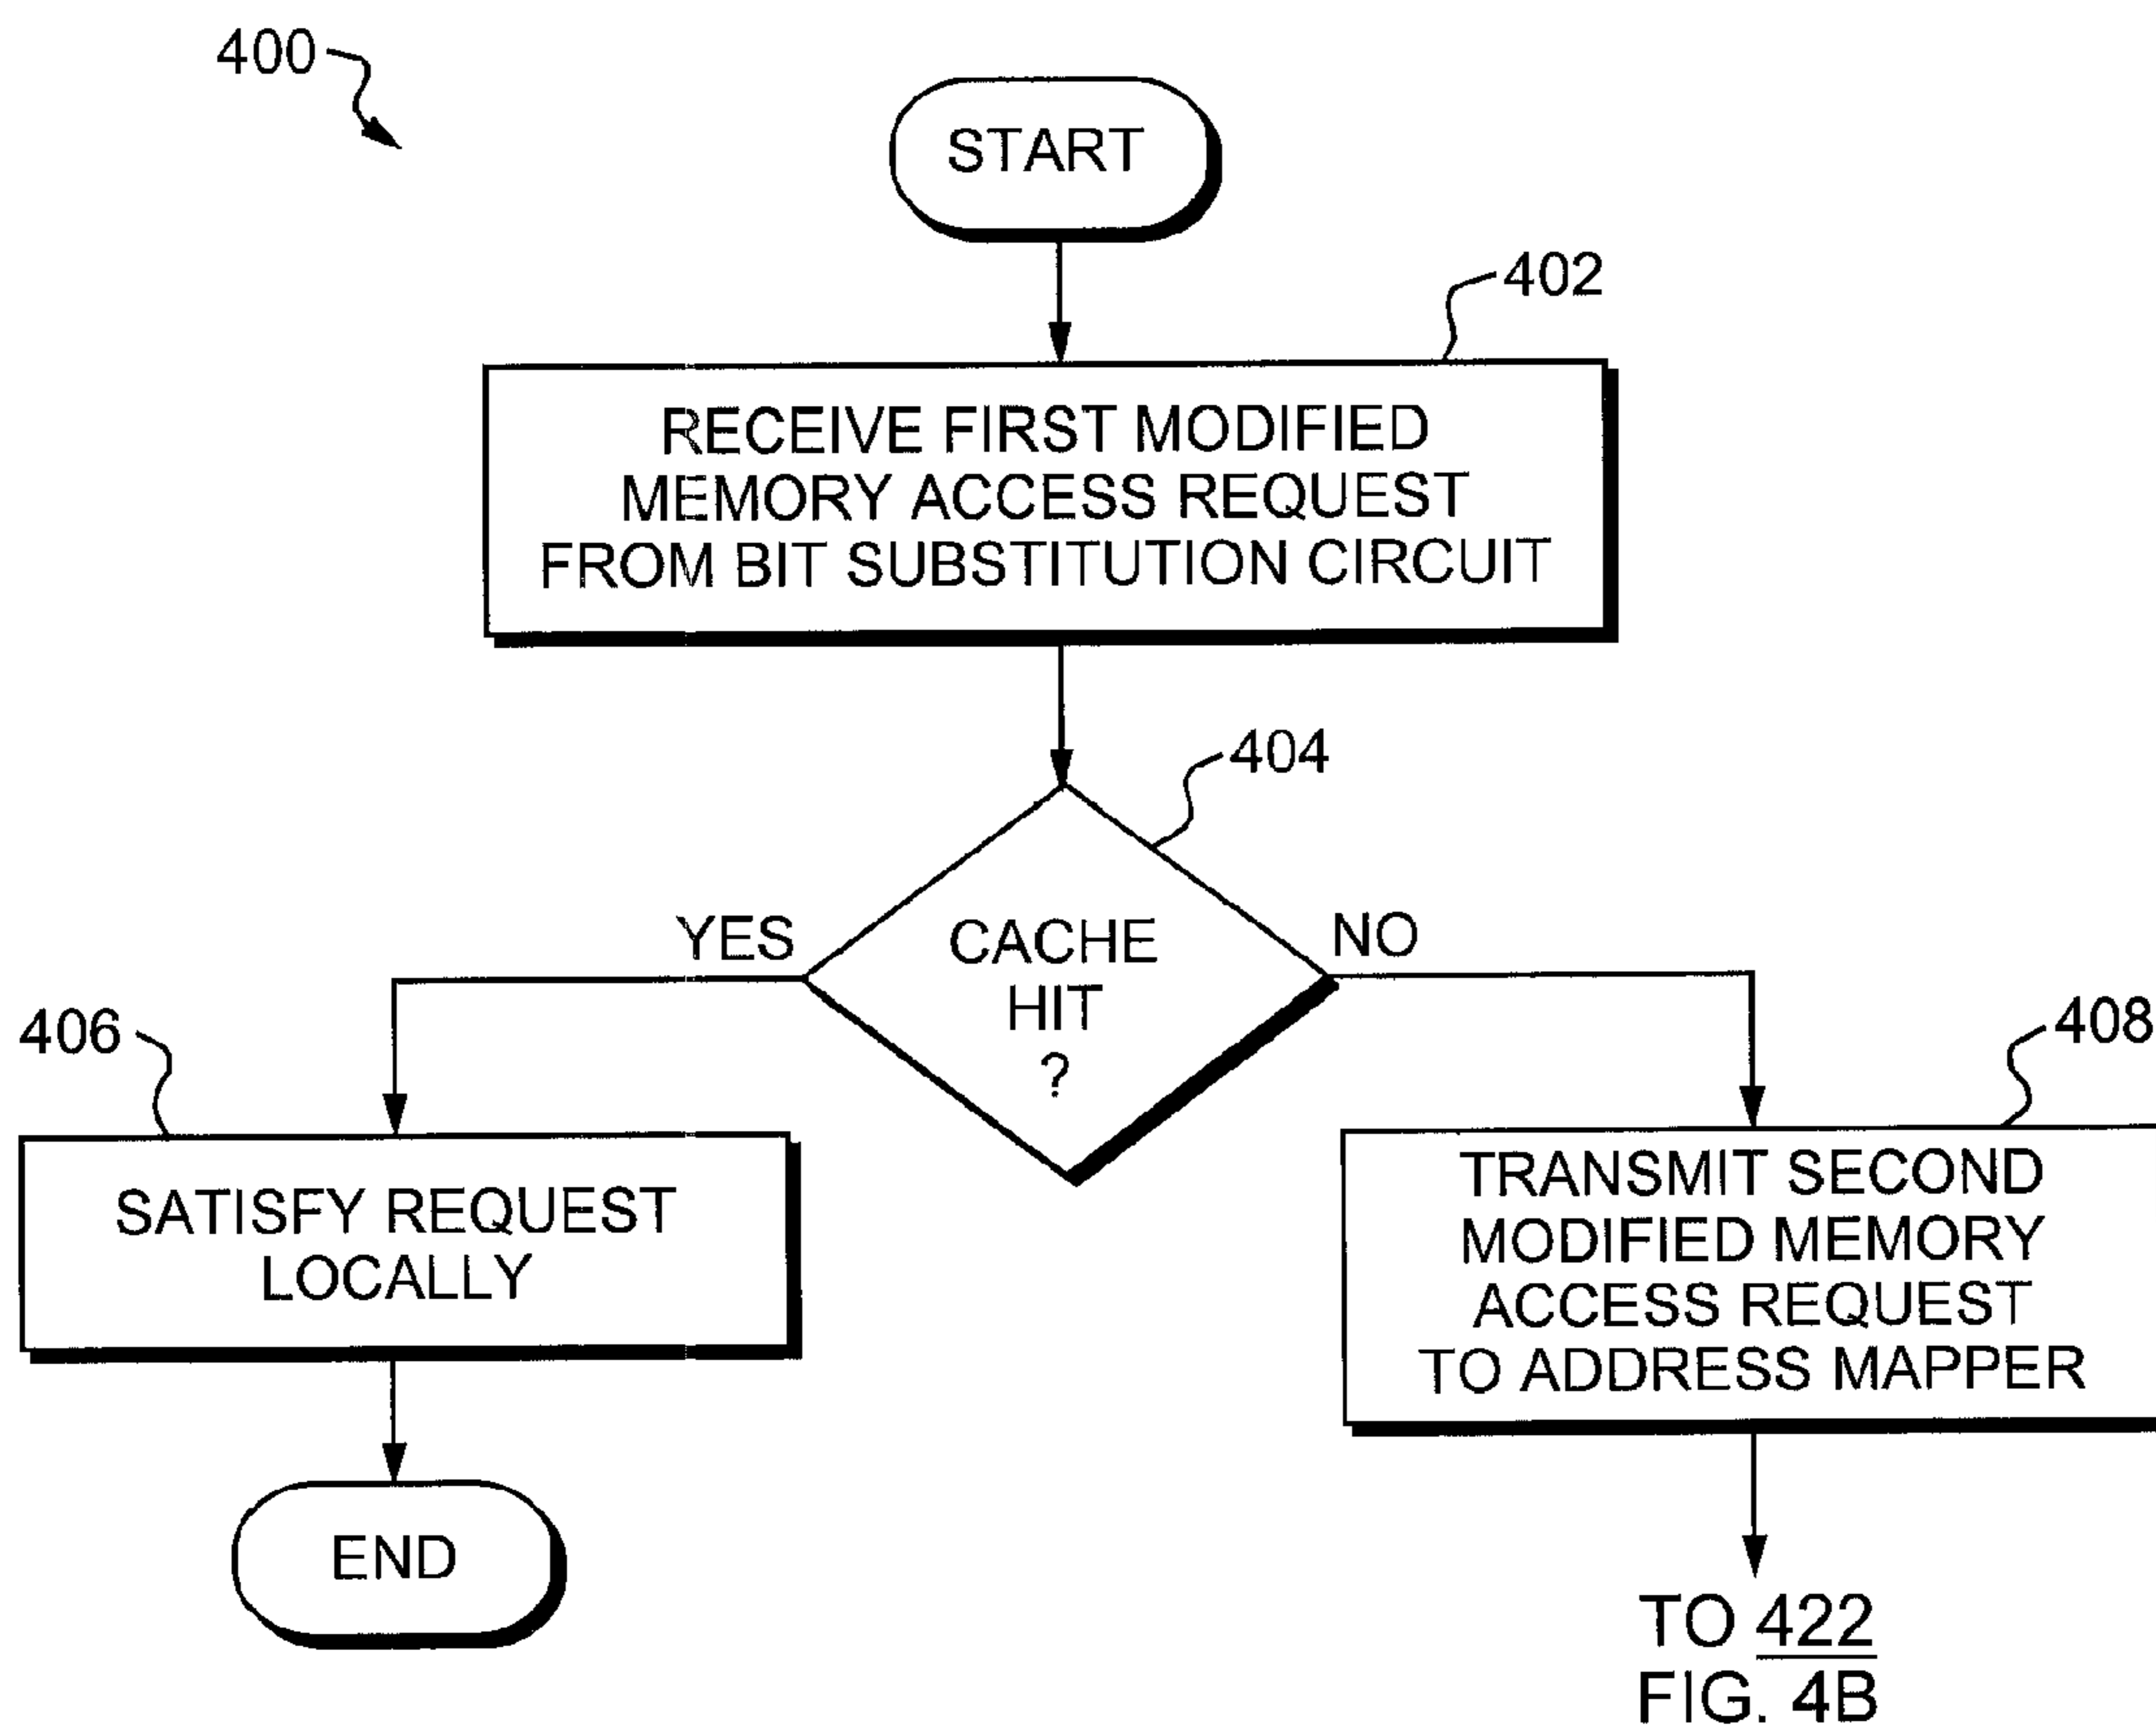 400
START
402
RECEIVE FIRST MODIFIED
MEMORY ACCESS REQUEST
FROM BIT SUBSTITUTION CIRCUIT
404
YES
CACHE
HIT
?
NO
406
SATISFY REQUEST
LOCALLY
END
408
TRANSMIT SECOND
MODIFIED MEMORY
ACCESS REQUEST
TO ADDRESS MAPPER
TO 422
FIG. 4B